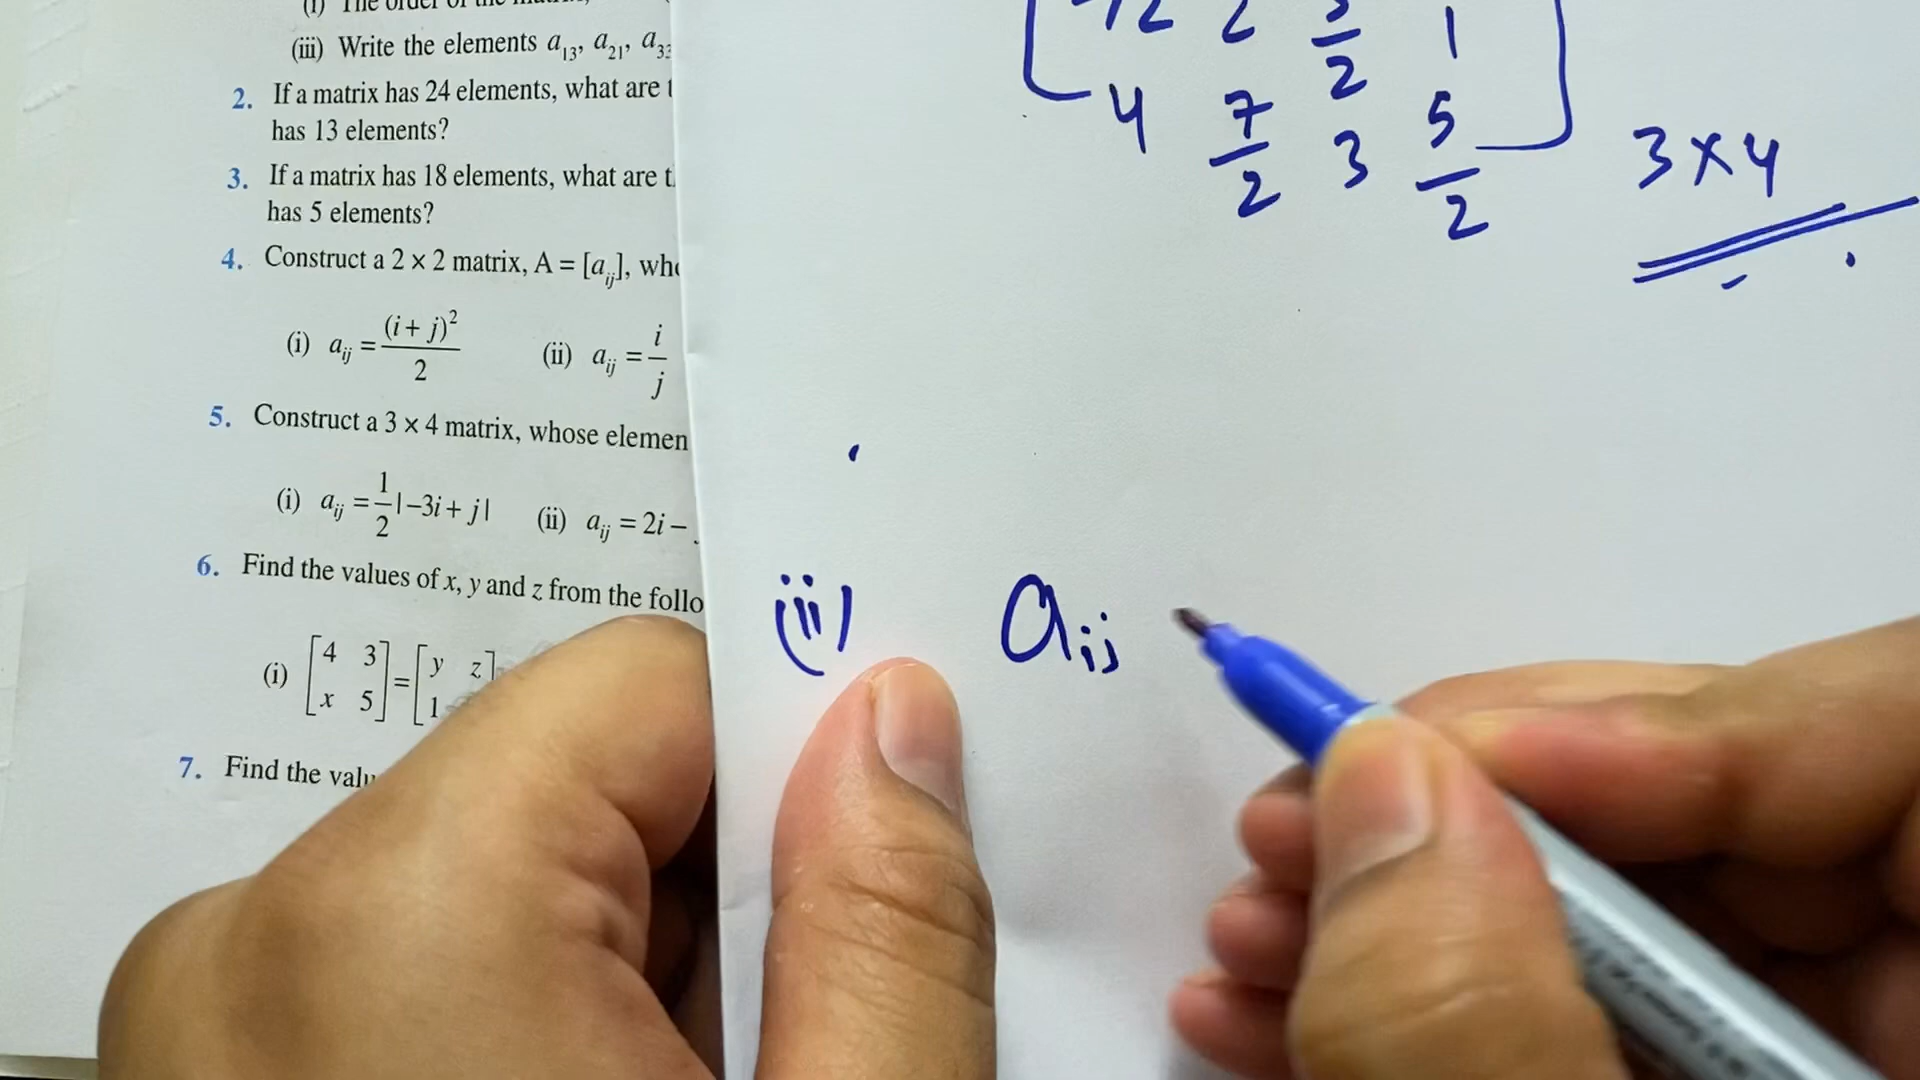 (iii) Write the elements a₁₃, a₂₁, a₃₃
2. If a matrix has 24 elements, what are
has 13 elements?
3. If a matrix has 18 elements, what are
has 5 elements?
4. Construct a 2 × 2 matrix, A = [aᵢⱼ],
(i) aᵢⱼ = (i + j)²/2 (ii) aᵢⱼ = i/j
5. Construct a 3 × 4 matrix, whose elemen
(i) aᵢⱼ = 1/2 |−3i + j| (ii) aᵢⱼ = 2i −
6. Find the values of x, y and z from the follo
(i) [4 3
x 5] = [y z
1
7. Find the valu
2 5/2 1
4 7/2 3 5/2
3×4
(ii) aij